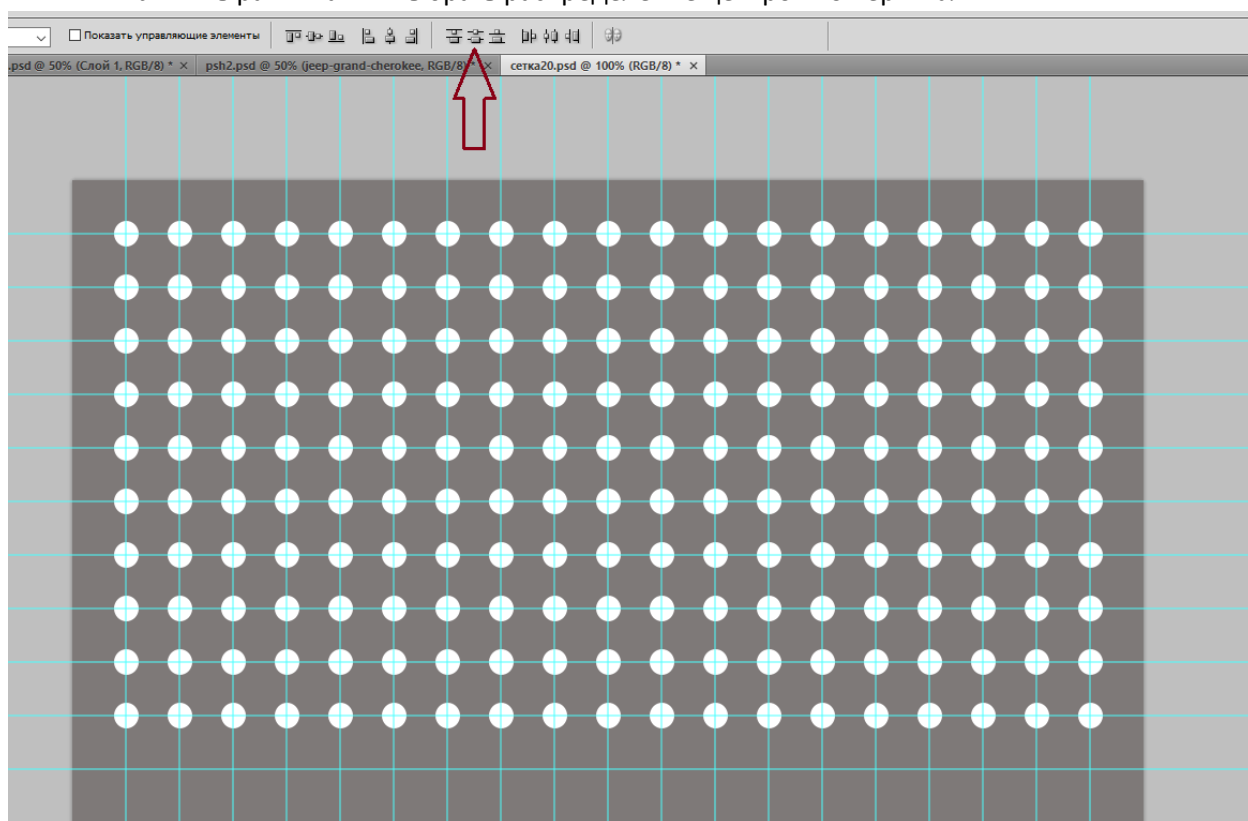 Показать управляющие элементы
.psd @ 50% (Слой 1, RGB/8) * × psh2.psd @ 50% (jeep-grand-cherokee, RGB/8) * × сетка20.psd @ 100% (RGB/8) * ×